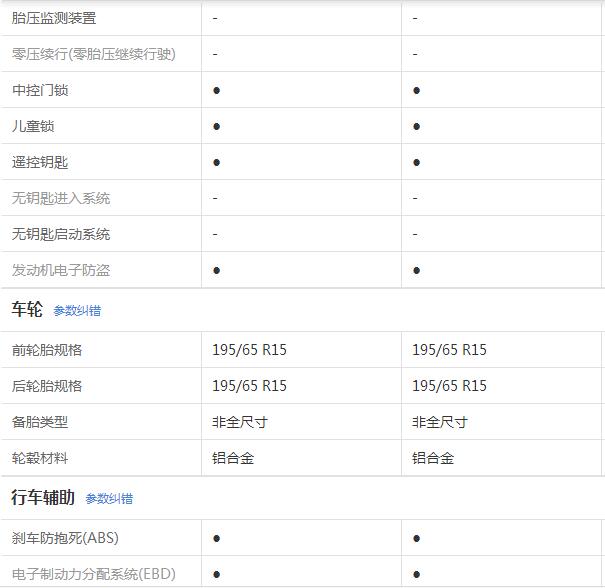 胎压监测装置 - -
零压续行(零胎压继续行驶) - -
中控门锁 ● ●
儿童锁 ● ●
遥控钥匙 ● ●
无钥匙进入系统 - -
无钥匙启动系统 - -
发动机电子防盗 ● ●
车轮 参数纠错
前轮胎规格 195/65 R15 195/65 R15
后轮胎规格 195/65 R15 195/65 R15
备胎类型 非全尺寸 非全尺寸
轮毂材料 铝合金 铝合金
行车辅助 参数纠错
刹车防抱死(ABS) ● ●
电子制动力分配系统(EBD) ● ●